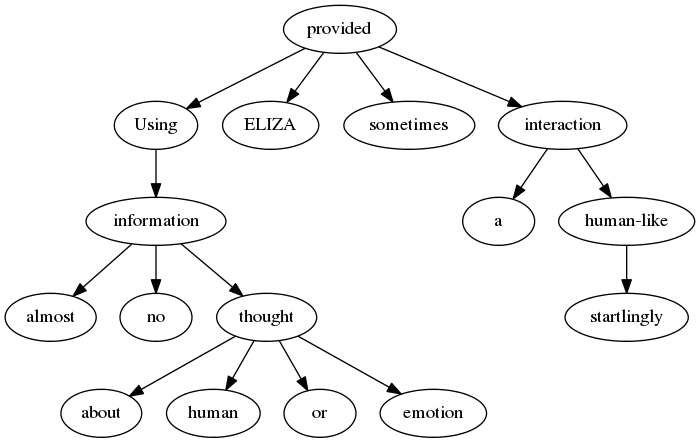 provided
Using ELIZA sometimes interaction
information a human-like
almost no thought startlingly
about human or emotion